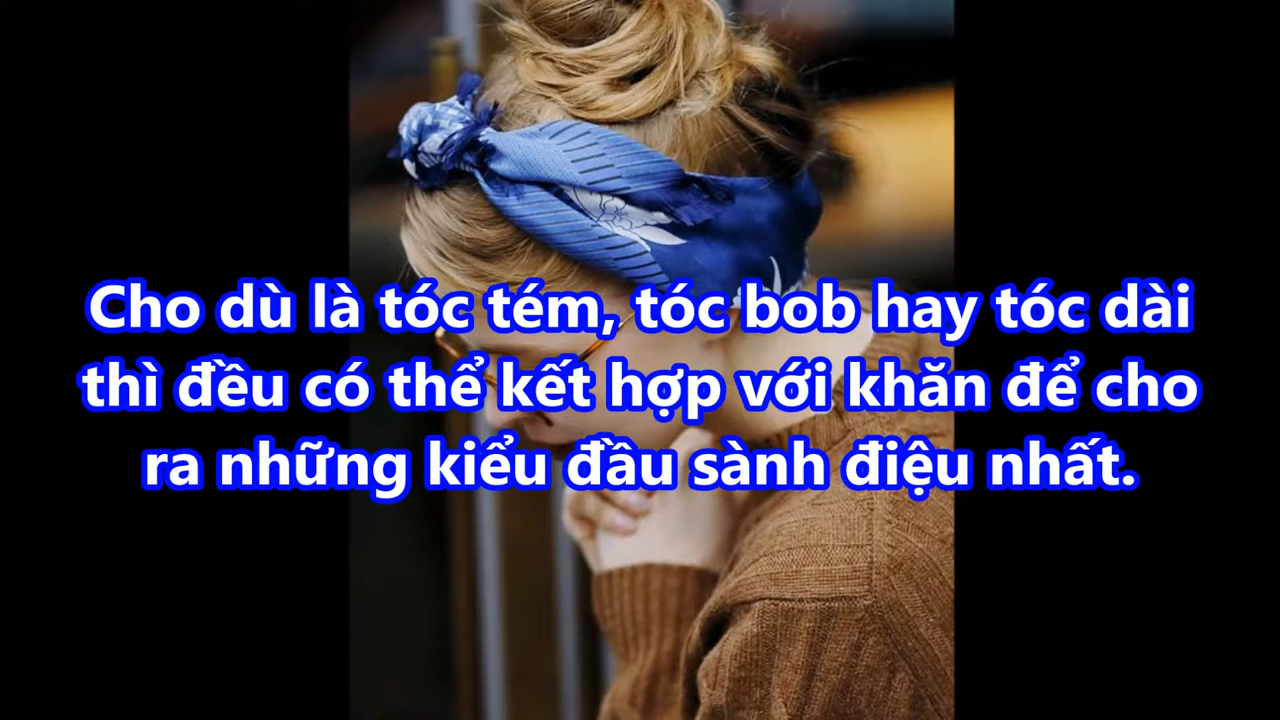 Cho dù là tóc tém, tóc bob hay tóc dài
thì đều có thể kết hợp với khăn để cho
ra những kiểu đầu sành điệu nhất.